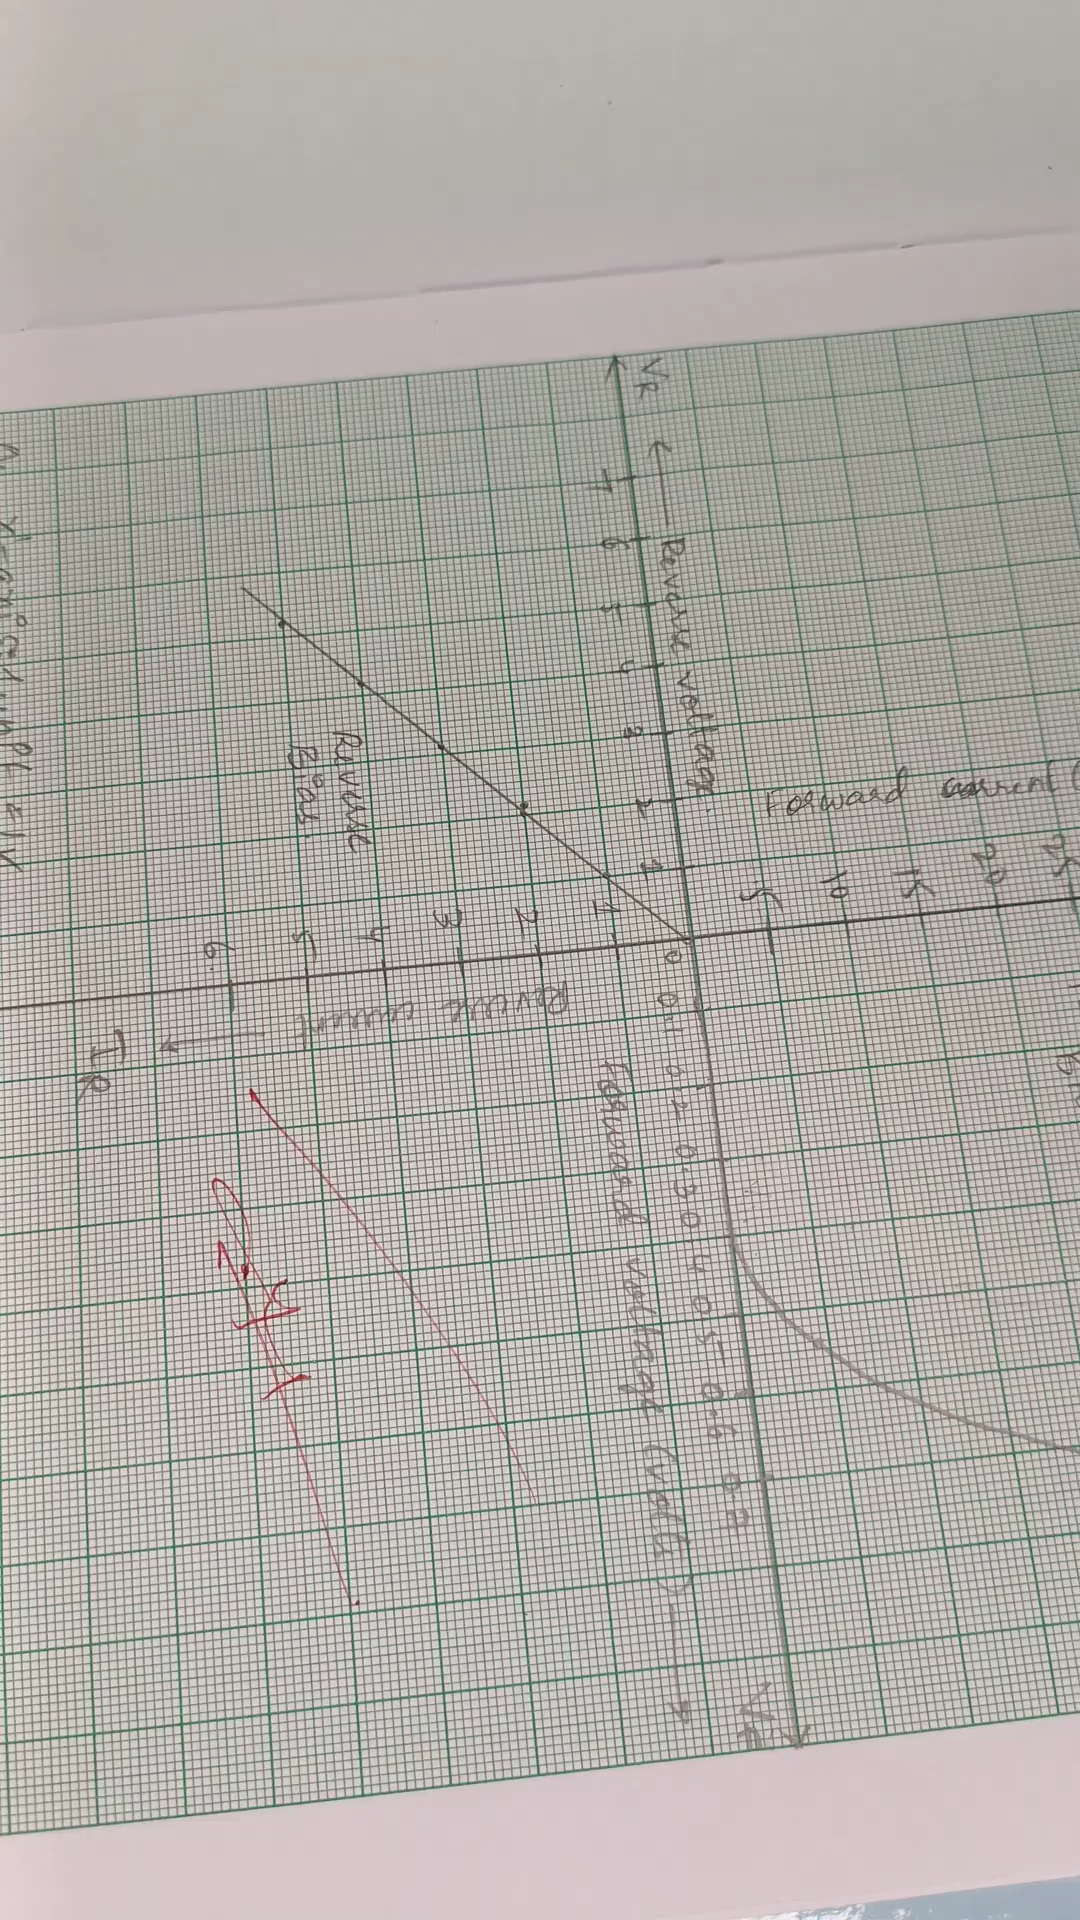 Forward current (
25
20
15
10
5
VR
← Reverse voltage
7 6 5 4 3 2 1
0 0.1 0.2 0.3 0.4 0.5 0.6 0.7
VF
Forward voltage (volts) →
1
2
3
4
5
6
Reverse current →
IR
Reverse
Bias